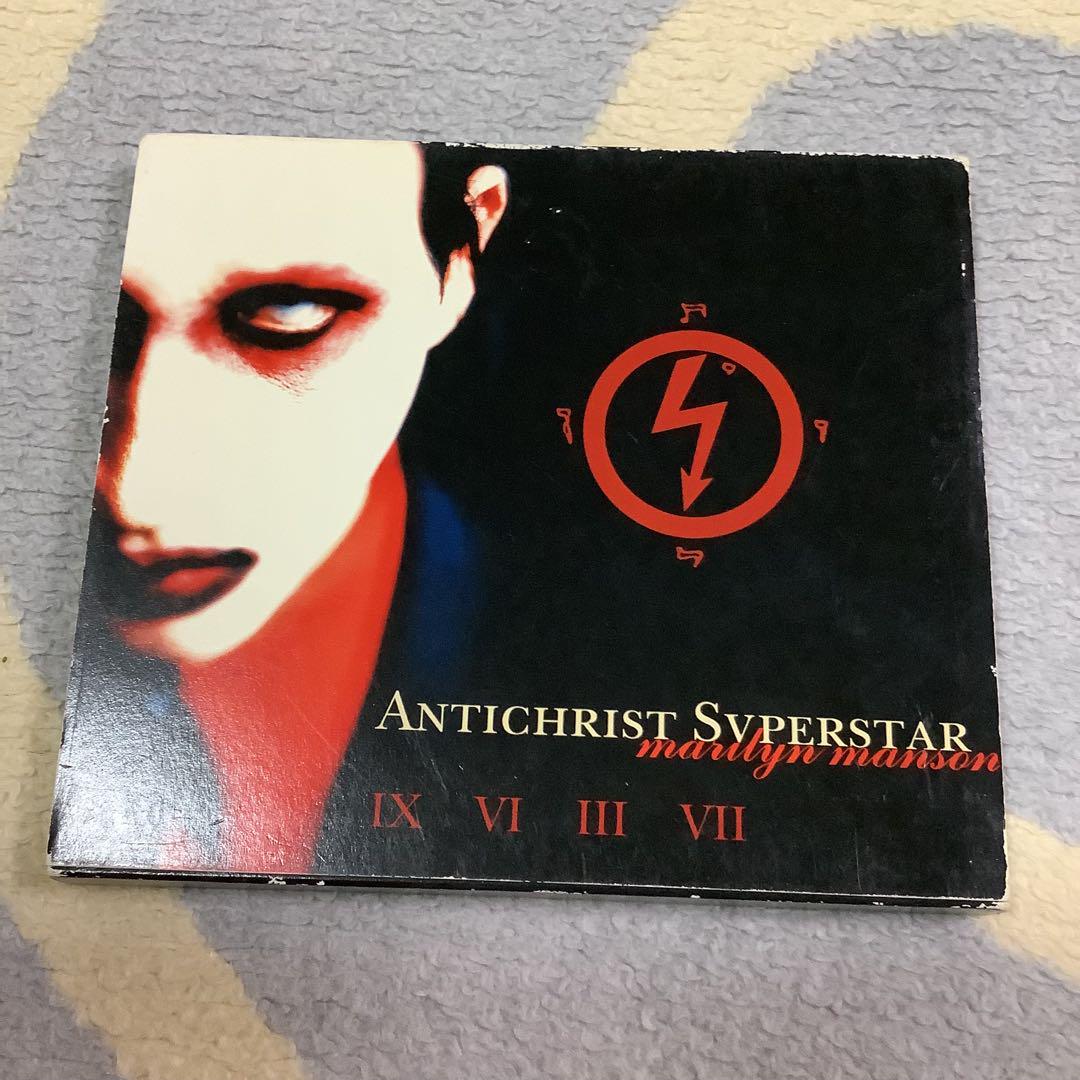 ANTICHRIST SVPERSTAR
marilyn manson
IX VI III VII